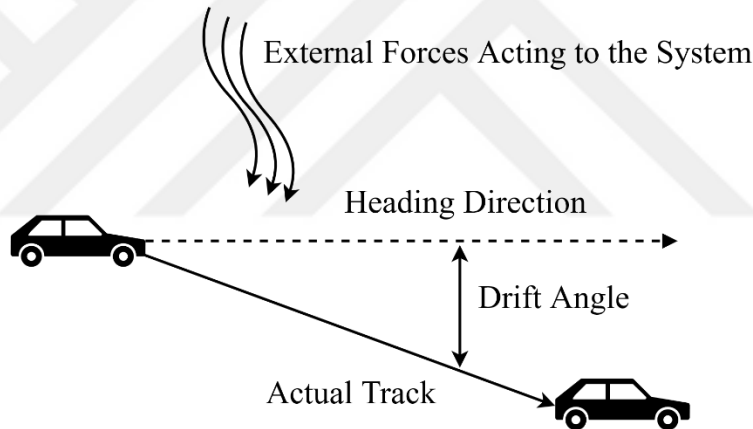 External Forces Acting to the System
Heading Direction
Drift Angle
Actual Track